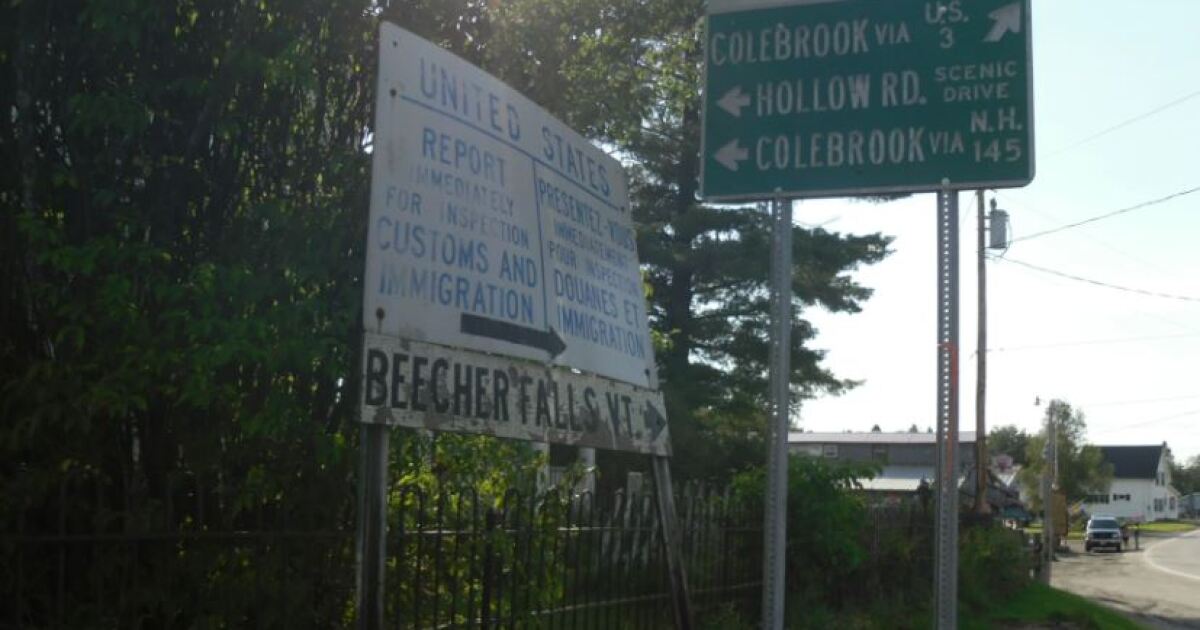 UNITED STATES
REPORT
IMMEDIATELY
FOR INSPECTION
CUSTOMS AND
IMMIGRATION
PRESENTEZ-VOUS
IMMEDIATEMENT
POUR INSPECTION
DOUANES ET
IMMIGRATION
BEECHER FALLS VT.
COLEBROOK VIA U.S. 3
HOLLOW RD. SCENIC DRIVE
COLEBROOK VIA N.H. 145